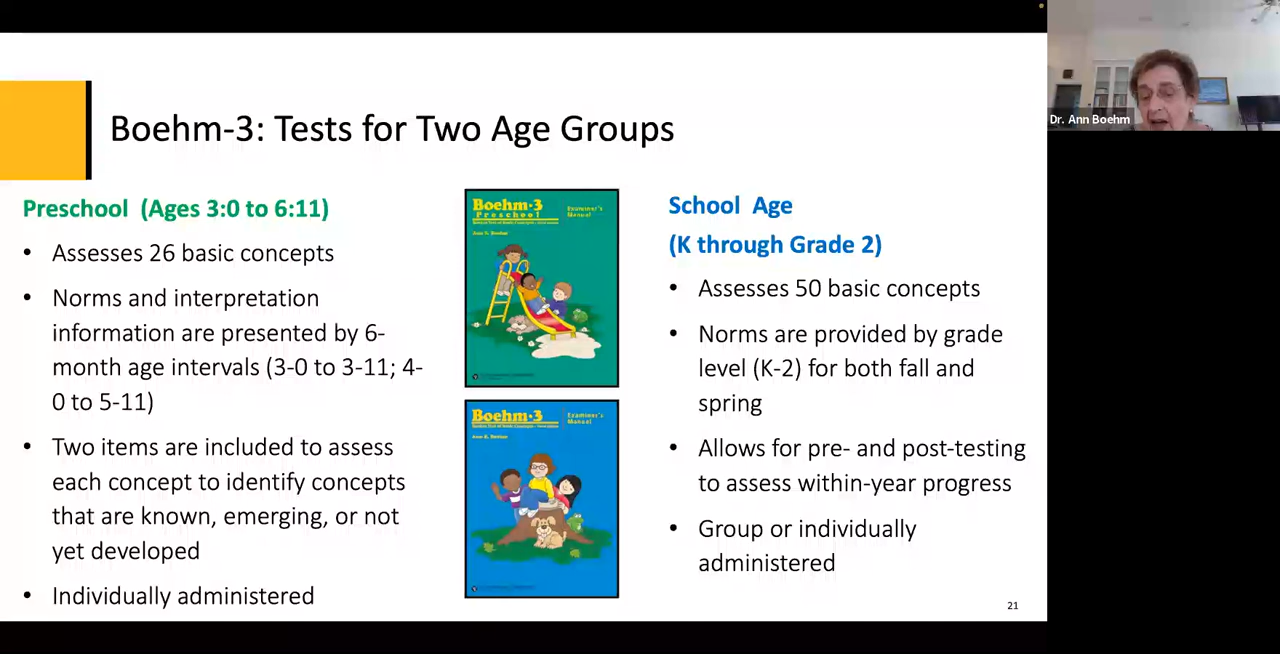 Boehm-3: Tests for Two Age Groups
Preschool (Ages 3:0 to 6:11)
• Assesses 26 basic concepts
• Norms and interpretation
information are presented by 6-
month age intervals (3-0 to 3-11; 4-
0 to 5-11)
• Two items are included to assess
each concept to identify concepts
that are known, emerging, or not
yet developed
• Individually administered
Boehm-3
Preschool
Examiner's
Manual
Boehm-3
Examiner's
Manual
School Age
(K through Grade 2)
• Assesses 50 basic concepts
• Norms are provided by grade
level (K-2) for both fall and
spring
• Allows for pre- and post-testing
to assess within-year progress
• Group or individually
administered
21
Dr. Ann Boehm